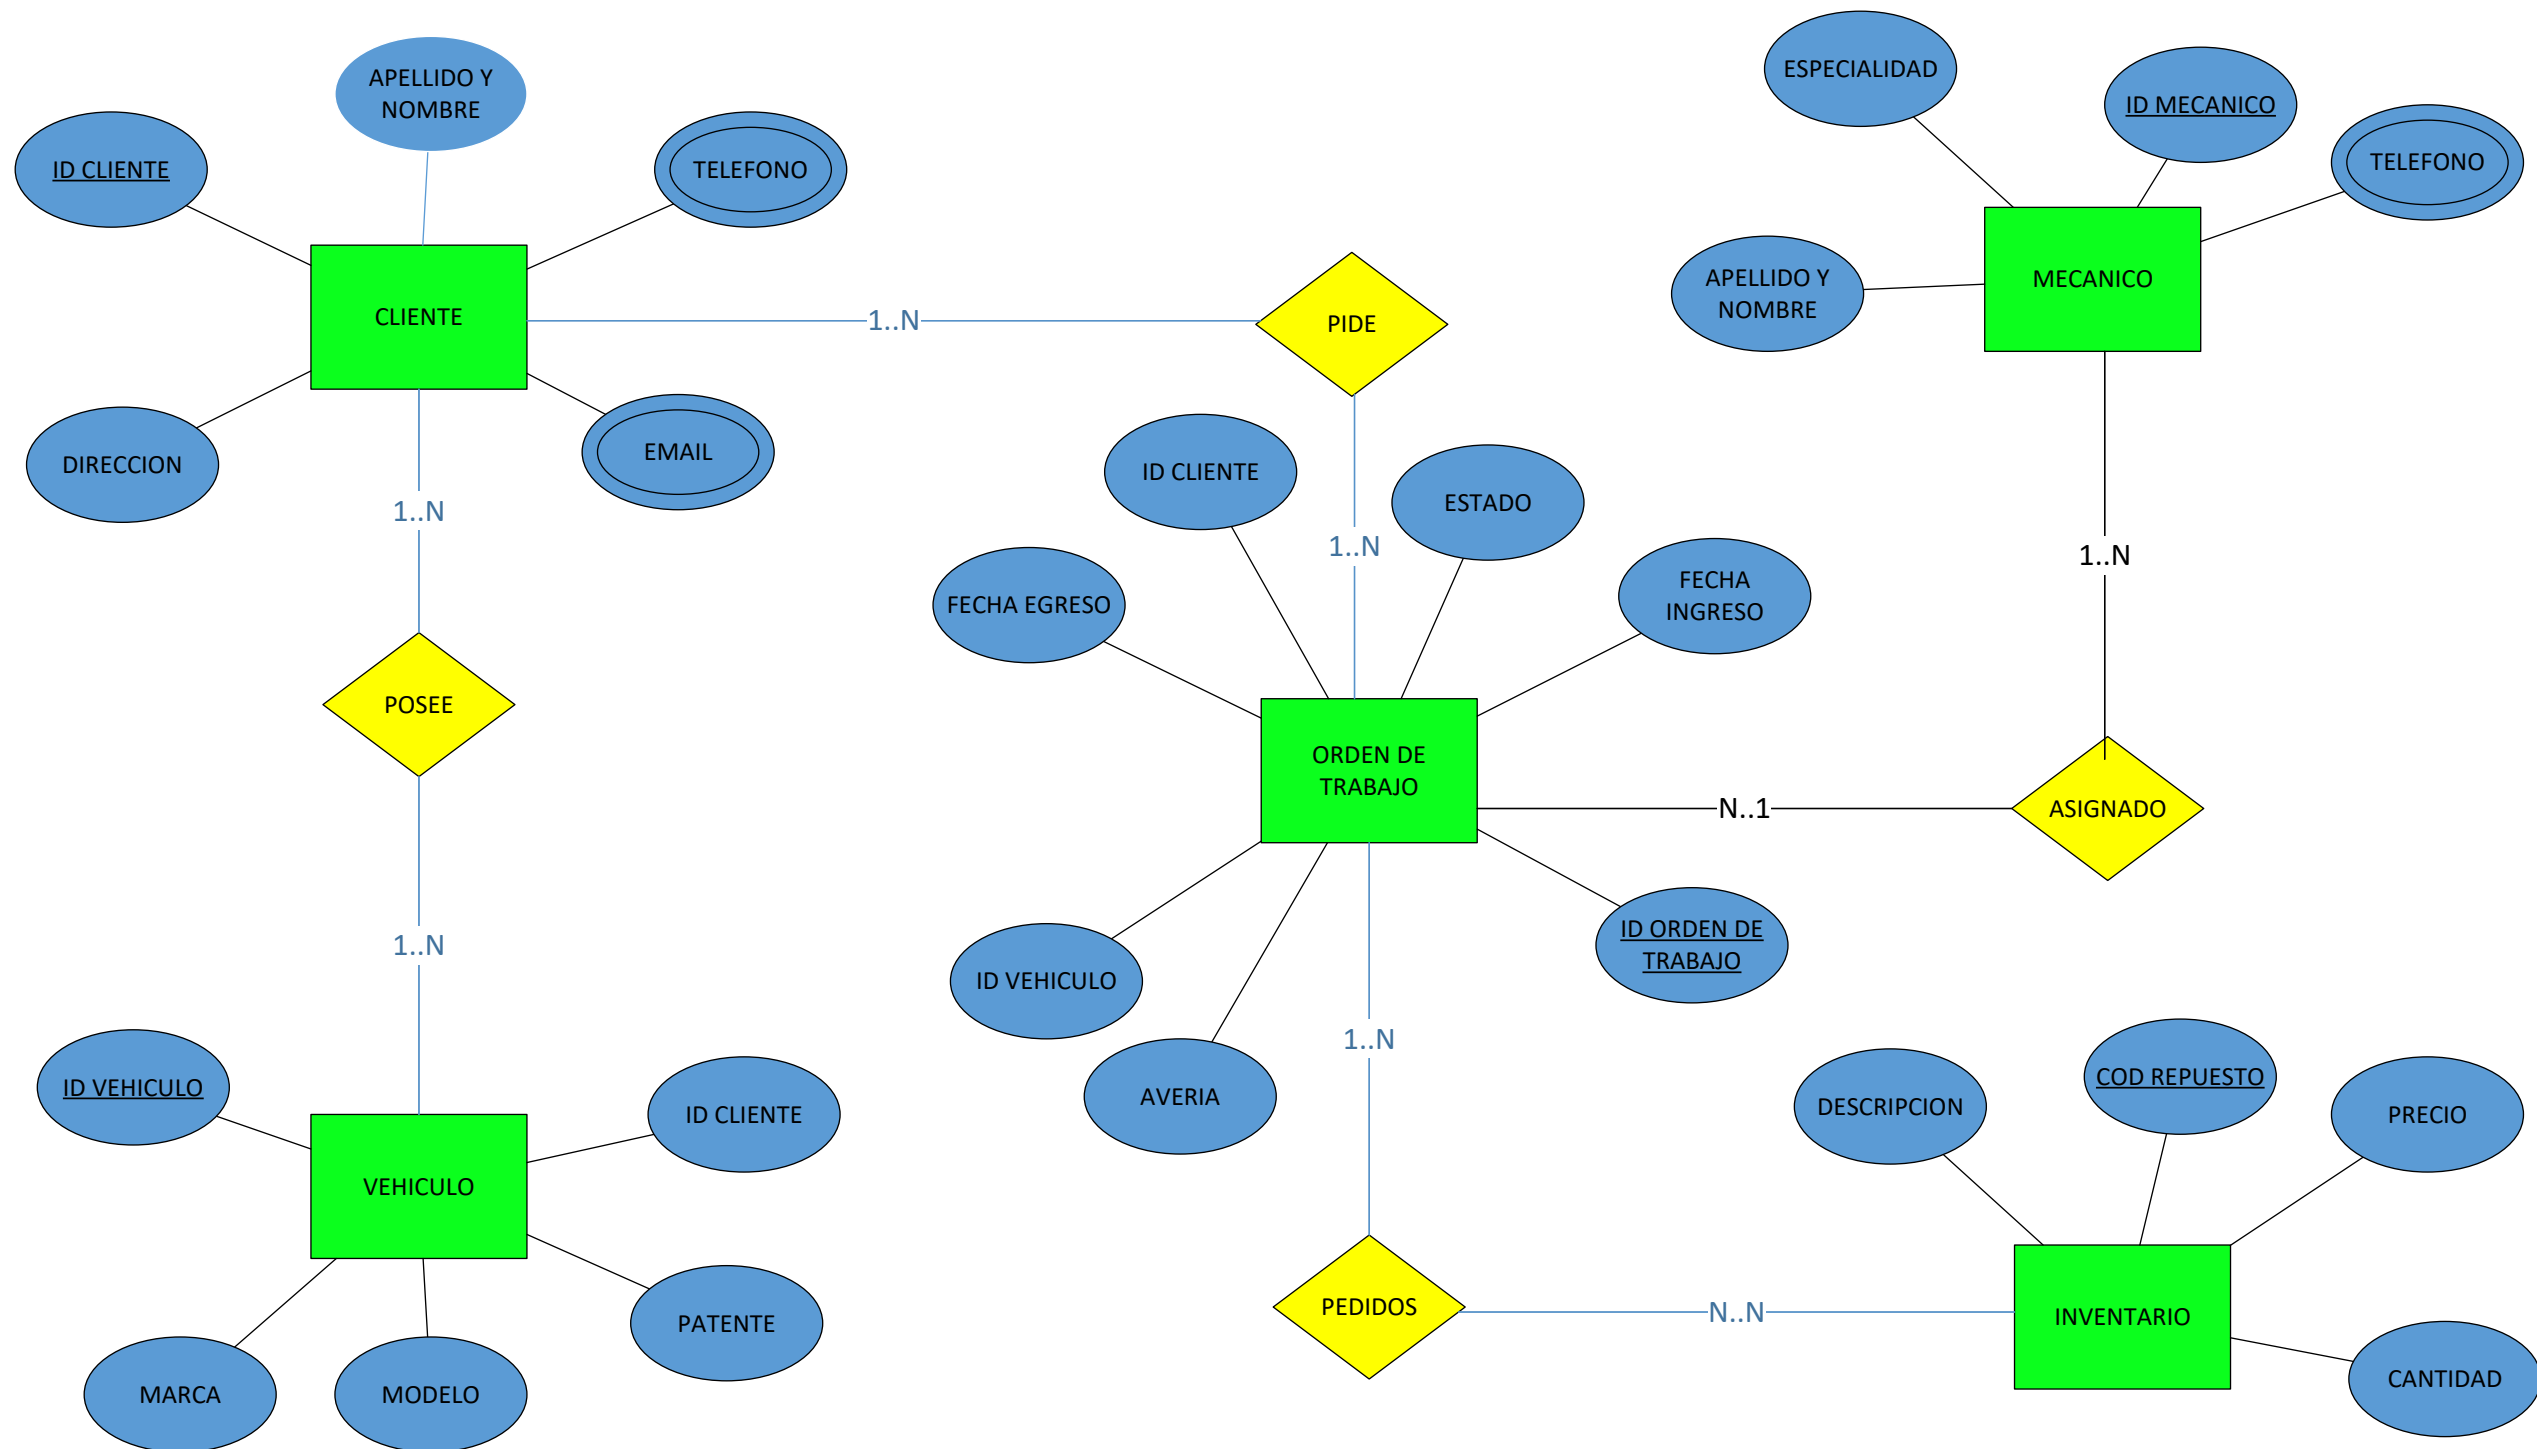 APELLIDO Y
NOMBRE
ID CLIENTE
TELEFONO
CLIENTE
DIRECCION
EMAIL
1..N
PIDE
1..N
ESPECIALIDAD
ID MECANICO
TELEFONO
APELLIDO Y
NOMBRE
MECANICO
1..N
POSEE
1..N
ID CLIENTE
ESTADO
FECHA EGRESO
FECHA
INGRESO
1..N
ORDEN DE
TRABAJO
N..1
ASIGNADO
ID VEHICULO
AVERIA
ID ORDEN DE
TRABAJO
1..N
ID VEHICULO
ID CLIENTE
VEHICULO
MARCA
MODELO
PATENTE
PEDIDOS
N..N
DESCRIPCION
COD REPUESTO
PRECIO
INVENTARIO
CANTIDAD